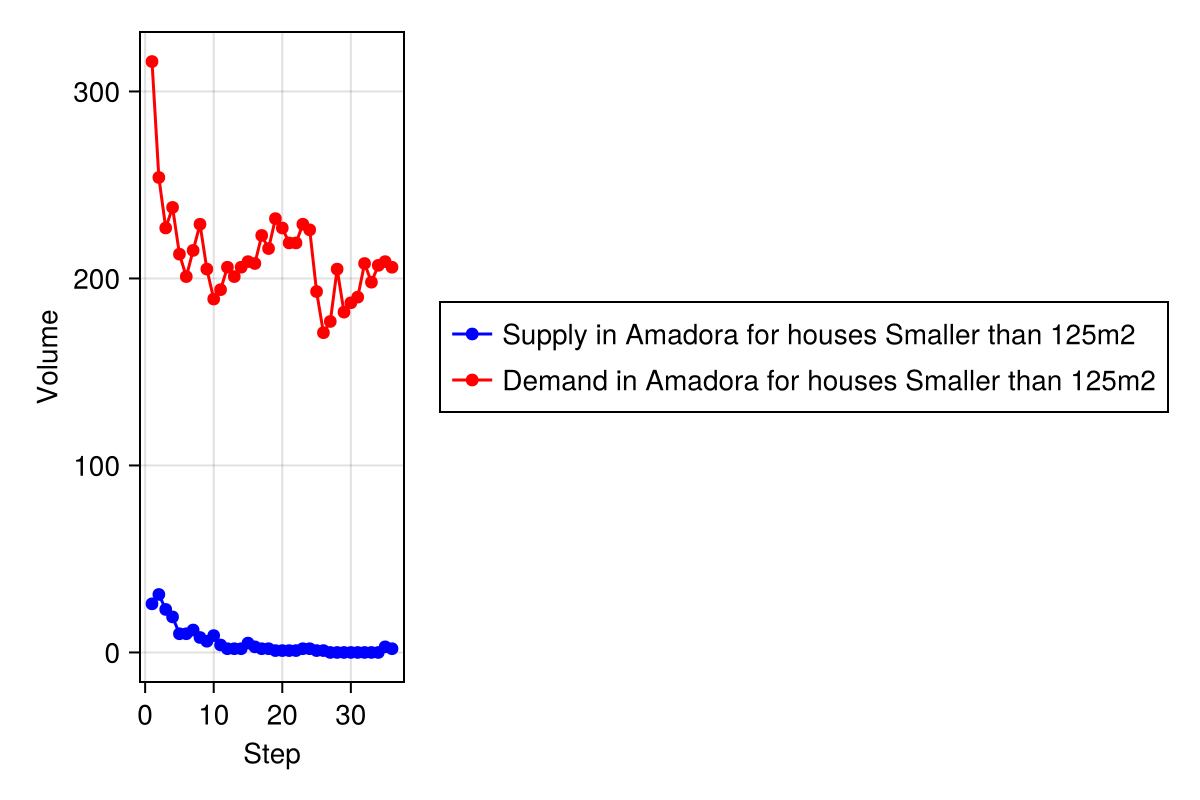 300
200
100
0
Volume
0 10 20 30
Step
Supply in Amadora for houses Smaller than 125m2
Demand in Amadora for houses Smaller than 125m2